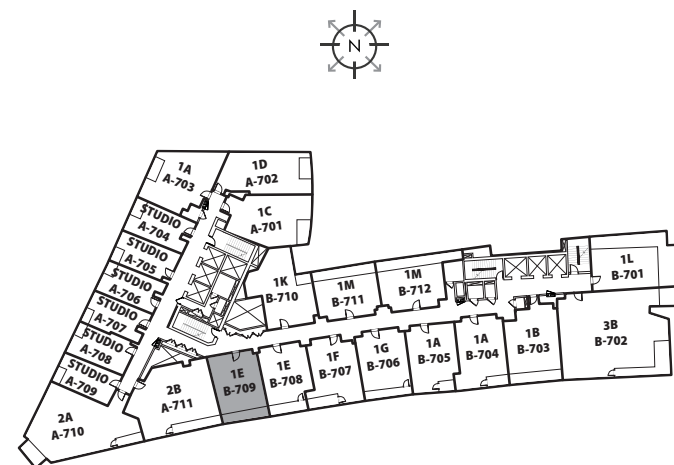 N
1A
A-703
1D
A-702
1C
A-701
STUDIO
A-704
STUDIO
A-705
STUDIO
A-706
STUDIO
A-707
STUDIO
A-708
STUDIO
A-709
2A
A-710
2B
A-711
1K
B-710
1M
B-711
1M
B-712
1L
B-701
1E
B-709
1E
B-708
1F
B-707
1G
B-706
1A
B-705
1A
B-704
1B
B-703
3B
B-702